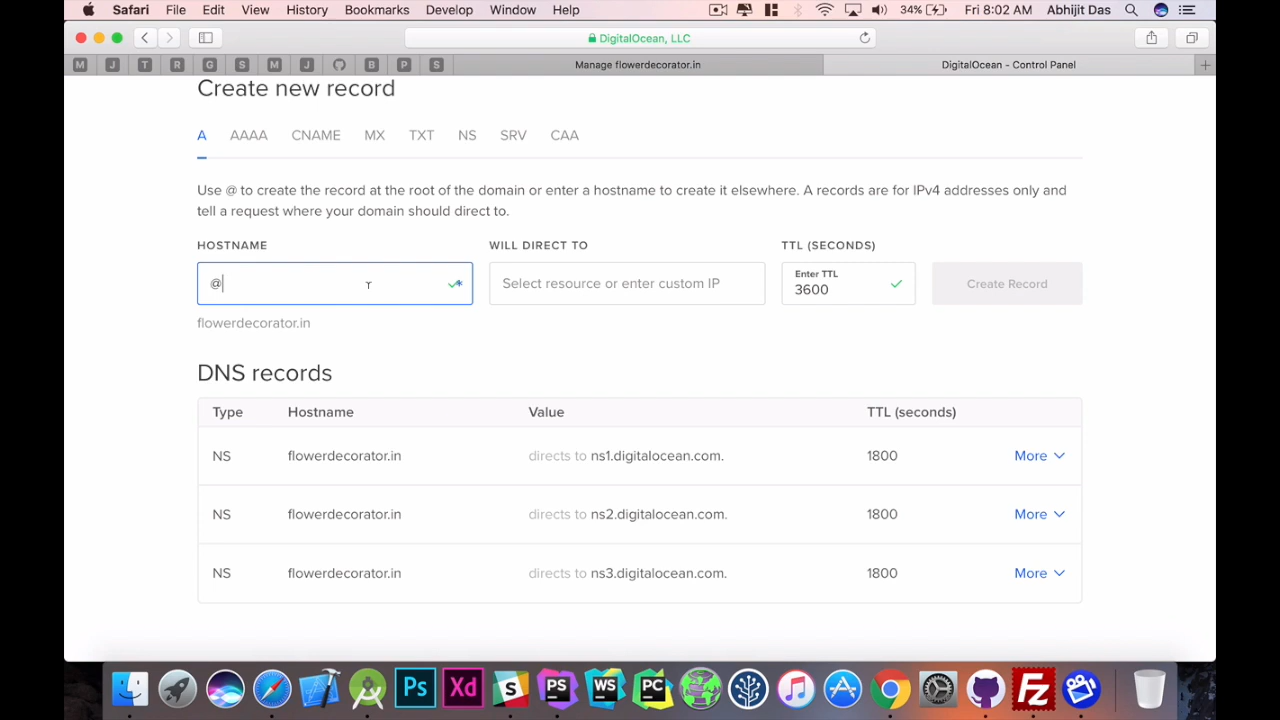 Safari File Edit View History Bookmarks Develop Window Help 34% Fri 8:02 AM Abhijit Das
DigitalOcean, LLC
M J T R G S M J B P S Manage flowerdecorator.in DigitalOcean - Control Panel +
Create new record
A AAAA CNAME MX TXT NS SRV CAA
Use @ to create the record at the root of the domain or enter a hostname to create it elsewhere. A records are for IPv4 addresses only and
tell a request where your domain should direct to.
HOSTNAME WILL DIRECT TO TTL (SECONDS)
@ Select resource or enter custom IP Enter TTL
3600 Create Record
flowerdecorator.in
DNS records
Type Hostname Value TTL (seconds)
NS flowerdecorator.in directs to ns1.digitalocean.com. 1800 More
NS flowerdecorator.in directs to ns2.digitalocean.com. 1800 More
NS flowerdecorator.in directs to ns3.digitalocean.com. 1800 More
Ps Xd S PS WS PC Fz